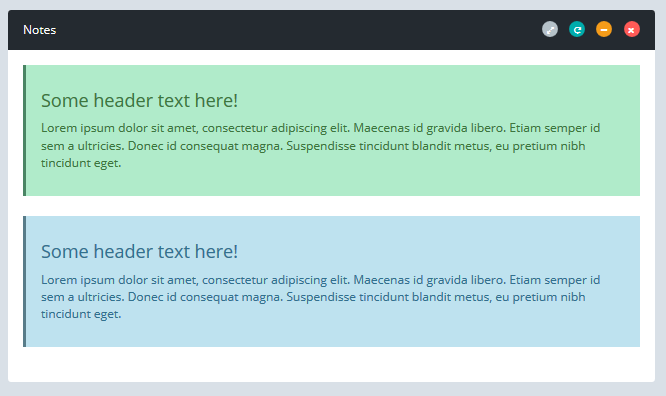 Notes
Some header text here!
Lorem ipsum dolor sit amet, consectetur adipiscing elit. Maecenas id gravida libero. Etiam semper id
sem a ultricies. Donec id consequat magna. Suspendisse tincidunt blandit metus, eu pretium nibh
tincidunt eget.
Some header text here!
Lorem ipsum dolor sit amet, consectetur adipiscing elit. Maecenas id gravida libero. Etiam semper id
sem a ultricies. Donec id consequat magna. Suspendisse tincidunt blandit metus, eu pretium nibh
tincidunt eget.